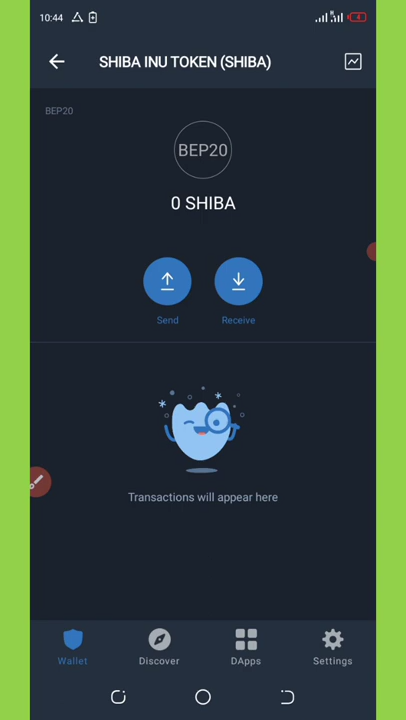 10:44
4
SHIBA INU TOKEN (SHIBA)
BEP20
BEP20
0 SHIBA
Send
Receive
Transactions will appear here
Wallet
Discover
DApps
Settings